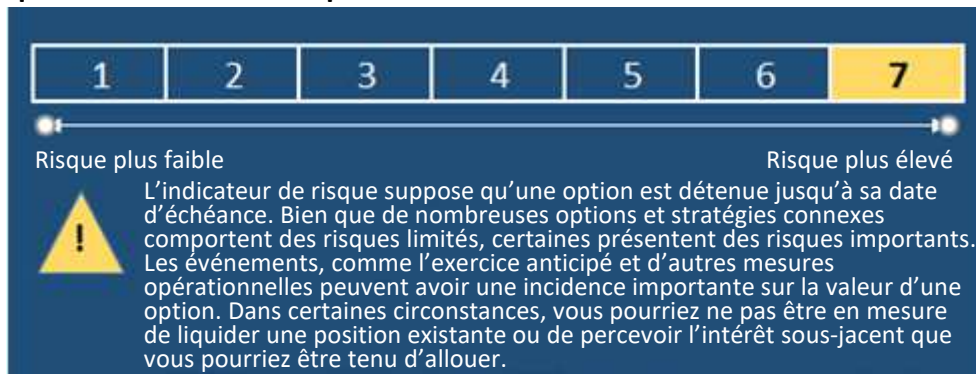 1 2 3 4 5 6 7
Risque plus faible Risque plus élevé
L’indicateur de risque suppose qu’une option est détenue jusqu’à sa date
d’échéance. Bien que de nombreuses options et stratégies connexes
! comportent des risques limités, certaines présentent des risques importants.
Les événements, comme l’exercice anticipé et d’autres mesures
opérationnelles peuvent avoir une incidence importante sur la valeur d’une
option. Dans certaines circonstances, vous pourriez ne pas être en mesure
de liquider une position existante ou de percevoir l’intérêt sous-jacent que
vous pourriez être tenu d’allouer.